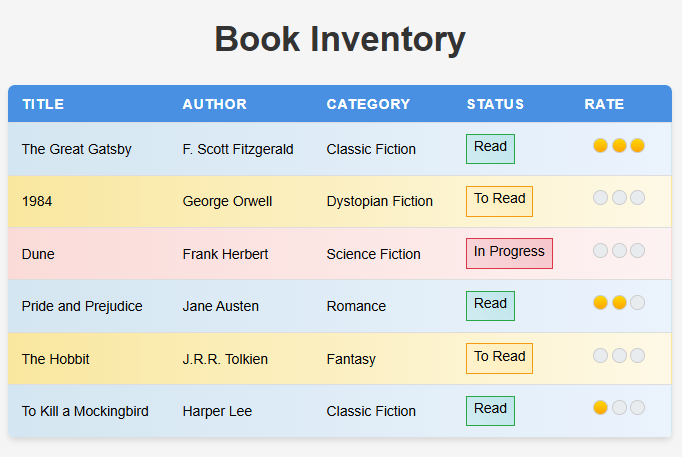 Book Inventory
TITLE AUTHOR CATEGORY STATUS RATE
The Great Gatsby F. Scott Fitzgerald Classic Fiction Read
1984 George Orwell Dystopian Fiction To Read
Dune Frank Herbert Science Fiction In Progress
Pride and Prejudice Jane Austen Romance Read
The Hobbit J.R.R. Tolkien Fantasy To Read
To Kill a Mockingbird Harper Lee Classic Fiction Read